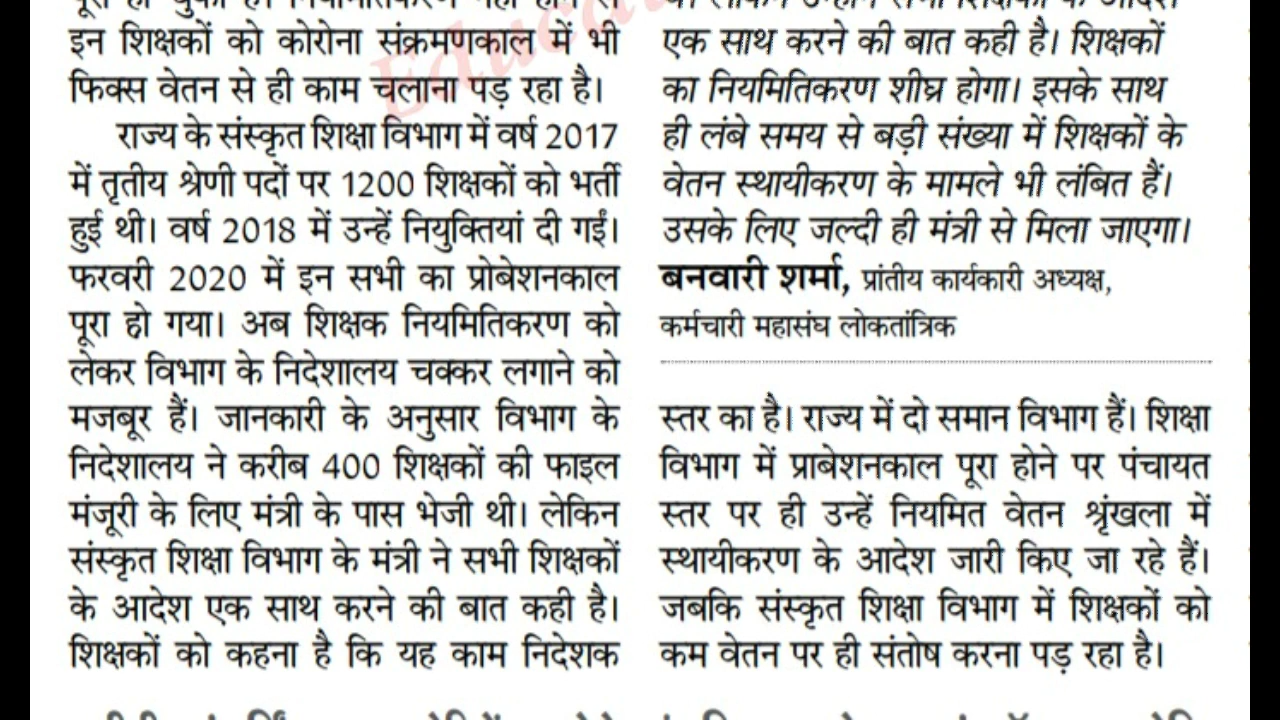 इन शिक्षकों को कोरोना संक्रमणकाल में भी
फिक्स वेतन से ही काम चलाना पड़ रहा है।
राज्य के संस्कृत शिक्षा विभाग में वर्ष 2017
में तृतीय श्रेणी पदों पर 1200 शिक्षकों को भर्ती
हुई थी। वर्ष 2018 में उन्हें नियुक्तियां दी गईं।
फरवरी 2020 में इन सभी का प्रोबेशनकाल
पूरा हो गया। अब शिक्षक नियमितिकरण को
लेकर विभाग के निदेशालय चक्कर लगाने को
मजबूर हैं। जानकारी के अनुसार विभाग के
निदेशालय ने करीब 400 शिक्षकों की फाइल
मंजूरी के लिए मंत्री के पास भेजी थी। लेकिन
संस्कृत शिक्षा विभाग के मंत्री ने सभी शिक्षकों
के आदेश एक साथ करने की बात कही है।
शिक्षकों को कहना है कि यह काम निदेशक
एक साथ करने की बात कही है। शिक्षकों
का नियमितिकरण शीघ्र होगा। इसके साथ
ही लंबे समय से बड़ी संख्या में शिक्षकों के
वेतन स्थायीकरण के मामले भी लंबित हैं।
उसके लिए जल्दी ही मंत्री से मिला जाएगा।
बनवारी शर्मा, प्रांतीय कार्यकारी अध्यक्ष,
कर्मचारी महासंघ लोकतांत्रिक
स्तर का है। राज्य में दो समान विभाग हैं। शिक्षा
विभाग में प्राबेशनकाल पूरा होने पर पंचायत
स्तर पर ही उन्हें नियमित वेतन श्रृंखला में
स्थायीकरण के आदेश जारी किए जा रहे हैं।
जबकि संस्कृत शिक्षा विभाग में शिक्षकों को
कम वेतन पर ही संतोष करना पड़ रहा है।